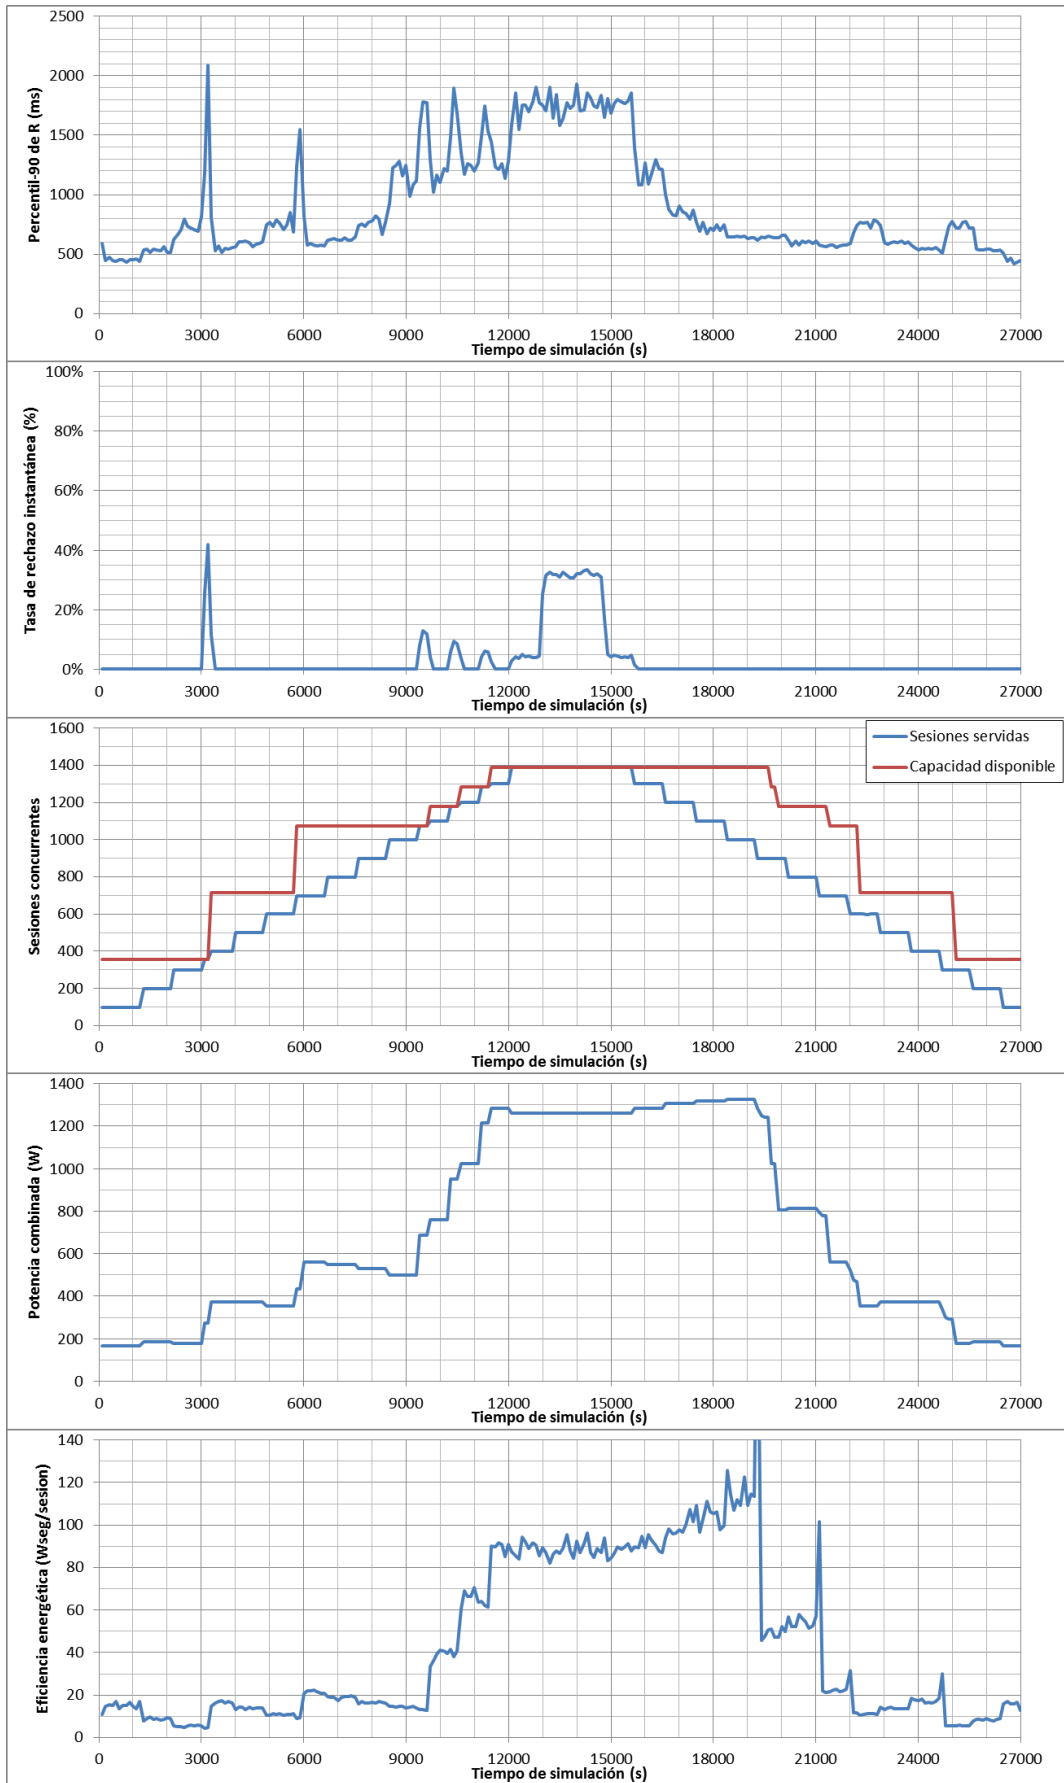 Percentil-90 de R (ms)
2500
2000
1500
1000
500
0
0 3000 6000 9000 12000 15000 18000 21000 24000 27000
Tiempo de simulación (s)
Tasa de rechazo instantánea (%)
100%
80%
60%
40%
20%
0%
0 3000 6000 9000 12000 15000 18000 21000 24000 27000
Tiempo de simulación (s)
Sesiones concurrentes
1600
1400
1200
1000
800
600
400
200
0
Sesiones servidas
Capacidad disponible
0 3000 6000 9000 12000 15000 18000 21000 24000 27000
Tiempo de simulación (s)
Potencia combinada (W)
1400
1200
1000
800
600
400
200
0
0 3000 6000 9000 12000 15000 18000 21000 24000 27000
Tiempo de simulación (s)
Eficiencia energética (Wseg/sesion)
140
120
100
80
60
40
20
0
0 3000 6000 9000 12000 15000 18000 21000 24000 27000
Tiempo de simulación (s)